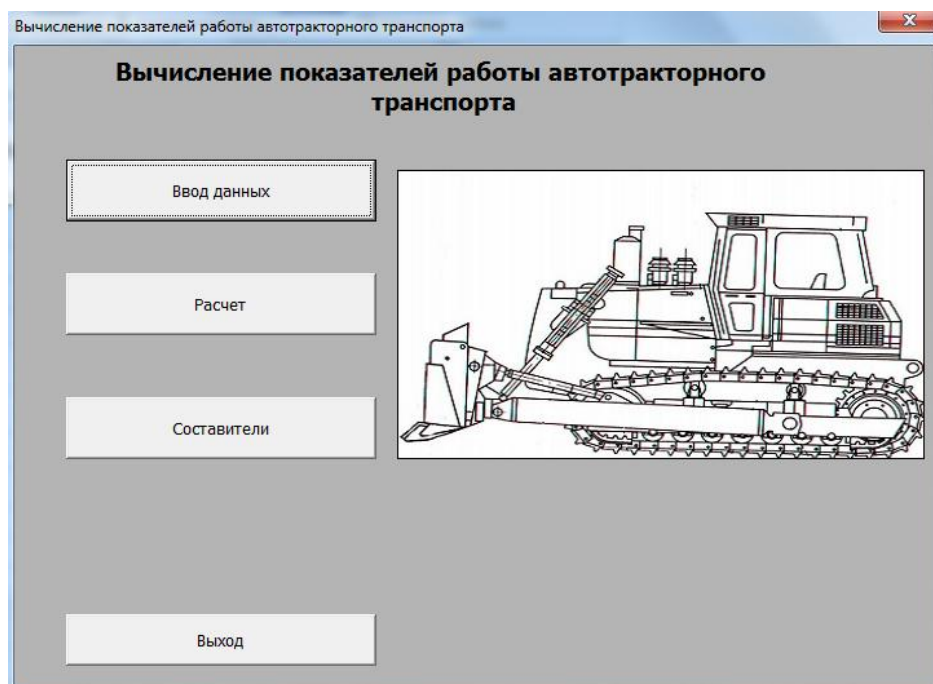 Вычисление показателей работы автотракторного транспорта
Вычисление показателей работы автотракторного
транспорта
Ввод данных
Расчет
Составители
Выход